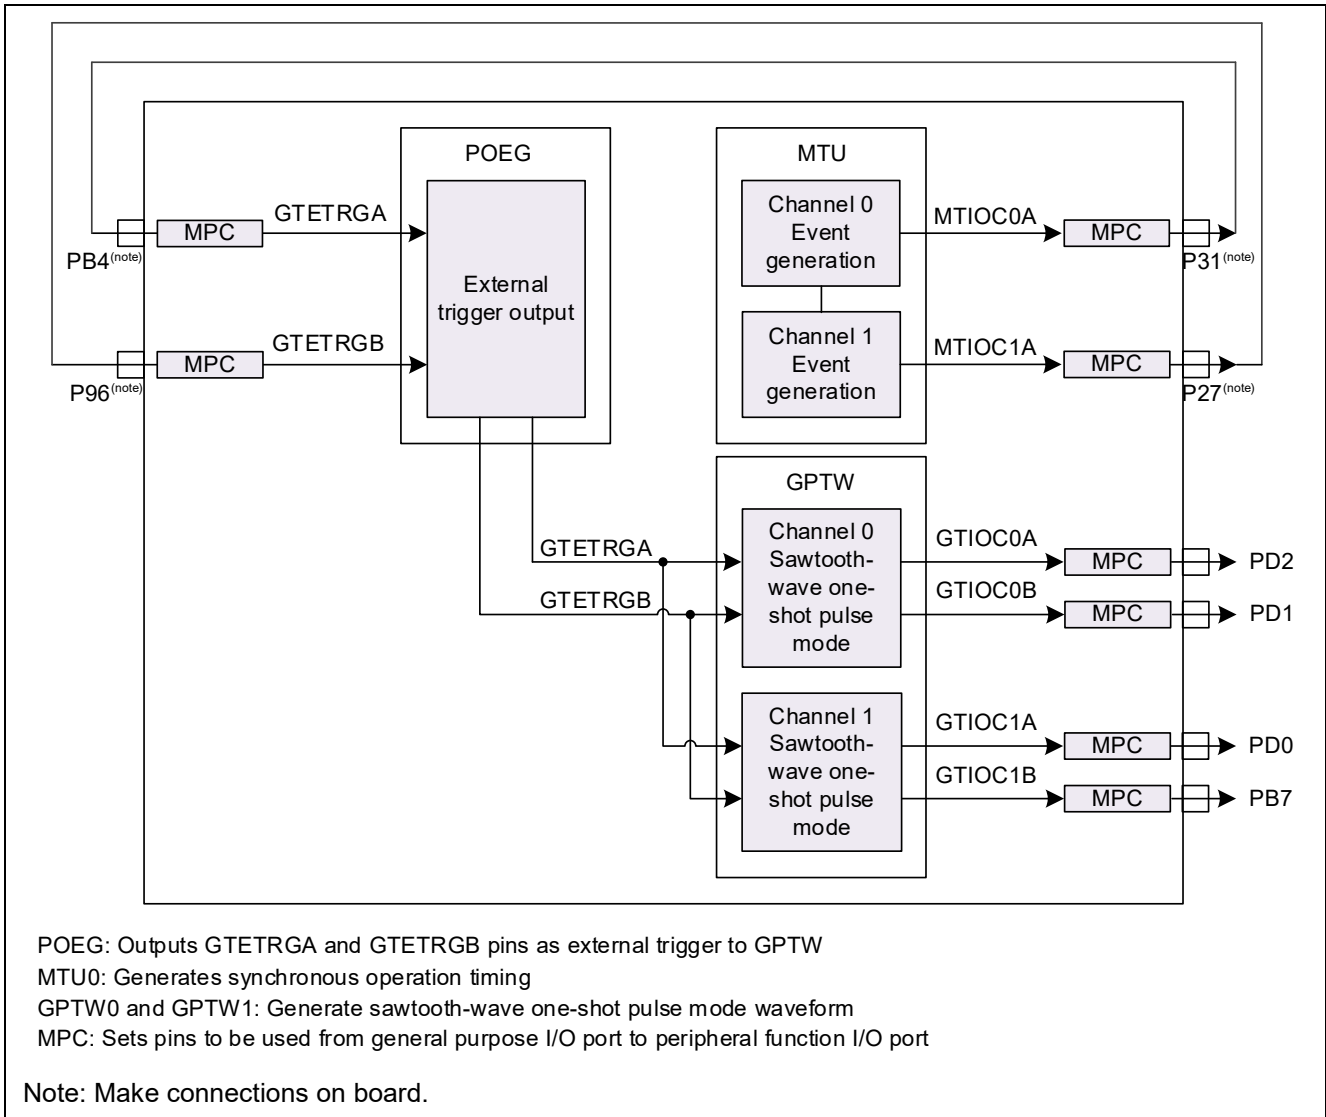 POEG
MTU
GTETRGA
MPC
PB4(note)
GTETRGB
MPC
P96(note)
External
trigger output
Channel 0
Event
generation
MTIOC0A
MPC
P31(note)
Channel 1
Event
generation
MTIOC1A
MPC
P27(note)
GPTW
GTETRGA
GTETRGB
Channel 0
Sawtooth-
wave one-
shot pulse
mode
GTIOC0A
MPC
PD2
GTIOC0B
MPC
PD1
Channel 1
Sawtooth-
wave one-
shot pulse
mode
GTIOC1A
MPC
PD0
GTIOC1B
MPC
PB7
POEG: Outputs GTETRGA and GTETRGB pins as external trigger to GPTW
MTU0: Generates synchronous operation timing
GPTW0 and GPTW1: Generate sawtooth-wave one-shot pulse mode waveform
MPC: Sets pins to be used from general purpose I/O port to peripheral function I/O port
Note: Make connections on board.